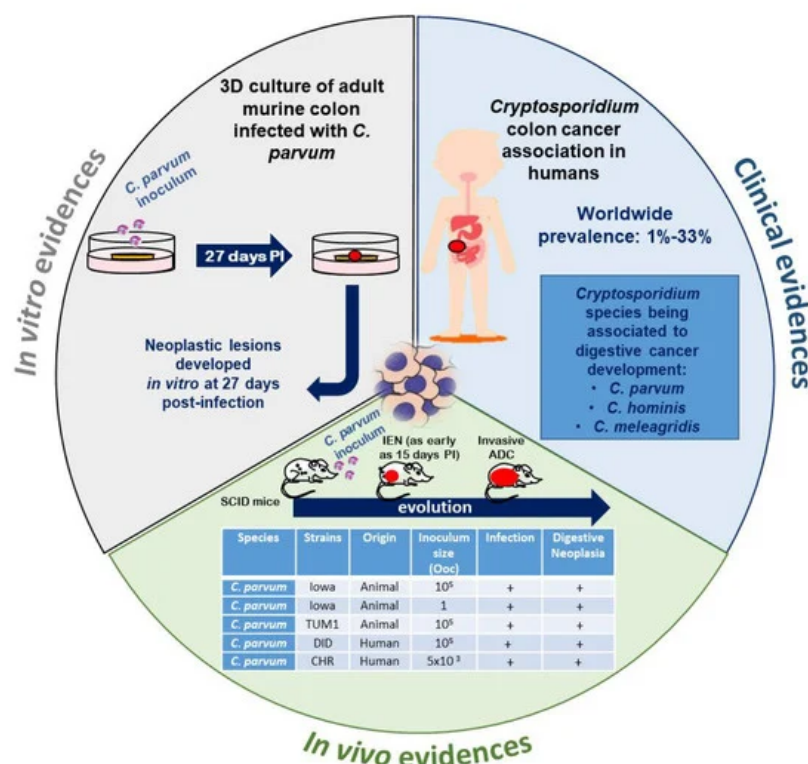 In vitro evidences
3D culture of adult
murine colon
infected with C.
parvum
C. parvum
inoculum
27 days PI
Neoplastic lesions
developed
in vitro at 27 days
post-infection
Clinical evidences
Cryptosporidium
colon cancer
association in
humans
Worldwide
prevalence: 1%-33%
Cryptosporidium
species being
associated to
digestive cancer
development:
• C. parvum
• C. hominis
• C. meleagridis
C. parvum
inoculum
IEN (as early
as 15 days PI)
Invasive
ADC
SCID mice
evolution
Species Strains Origin Inoculum size (Ooc) Infection Digestive Neoplasia
C. parvum Iowa Animal 10⁵ + +
C. parvum Iowa Animal 1 + +
C. parvum TUM1 Animal 10⁵ + +
C. parvum DID Human 10⁵ + +
C. parvum CHR Human 5x10 ³ + +
In vivo evidences